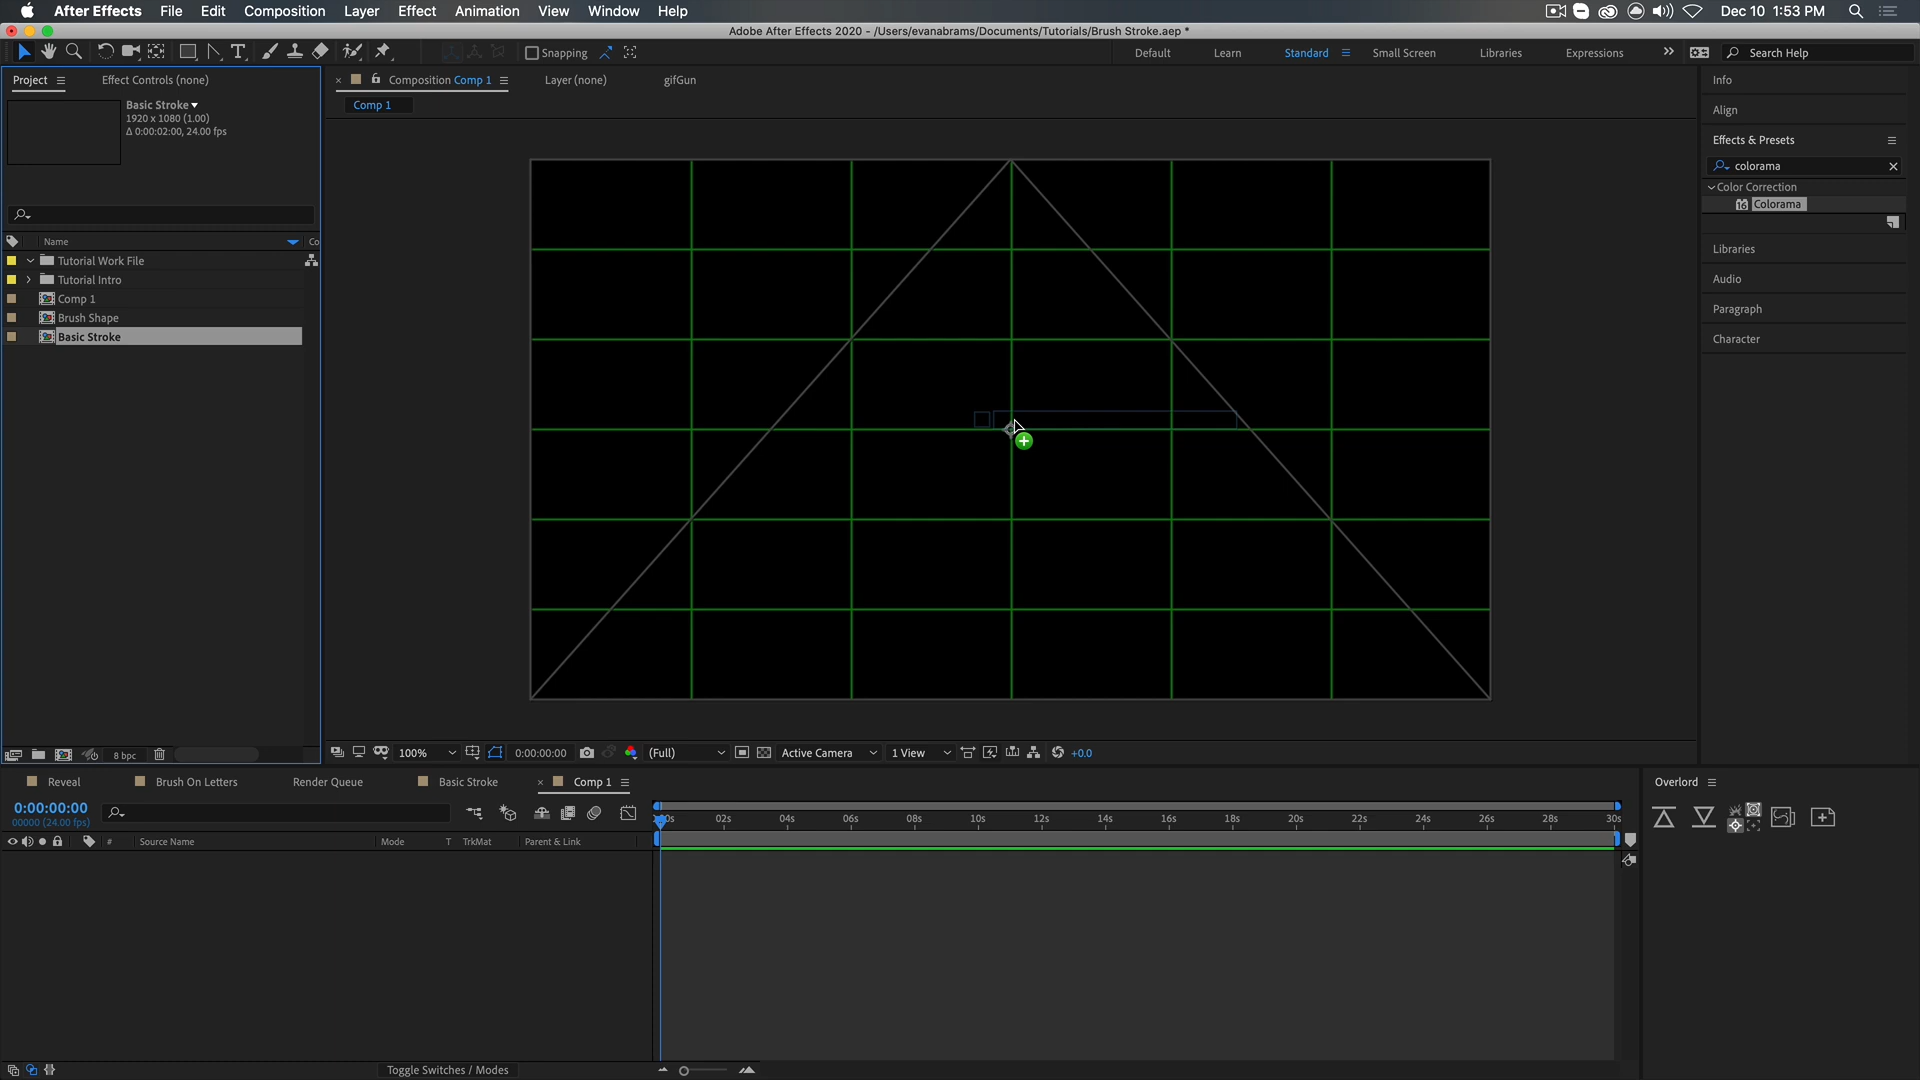 After Effects File Edit Composition Layer Effect Animation View Window Help
Dec 10 1:53 PM
Adobe After Effects 2020 - /Users/evanabrams/Documents/Tutorials/Brush Stroke.aep *
Snapping
Default Learn Standard Small Screen Libraries Expressions
Search Help
Project
Effect Controls (none)
Composition Comp 1
Layer (none)
gifGun
Info
Basic Stroke
1920 x 1080 (1.00)
Δ 0:00:02:00, 24.00 fps
Comp 1
Align
Effects & Presets
colorama
Color Correction
16 Colorama
Name
Co
Tutorial Work File
Tutorial Intro
Comp 1
Brush Shape
Basic Stroke
Libraries
Audio
Paragraph
Character
8 bpc
100%
0:00:00:00
(Full)
Active Camera
1 View
+0.0
Reveal
Brush On Letters
Render Queue
Basic Stroke
Comp 1
Overlord
0:00:00:00
00000 (24.00 fps)
02s 04s 06s 08s 10s 12s 14s 16s 18s 20s 22s 24s 26s 28s 30s
# Source Name Mode T TrkMat Parent & Link
Toggle Switches / Modes